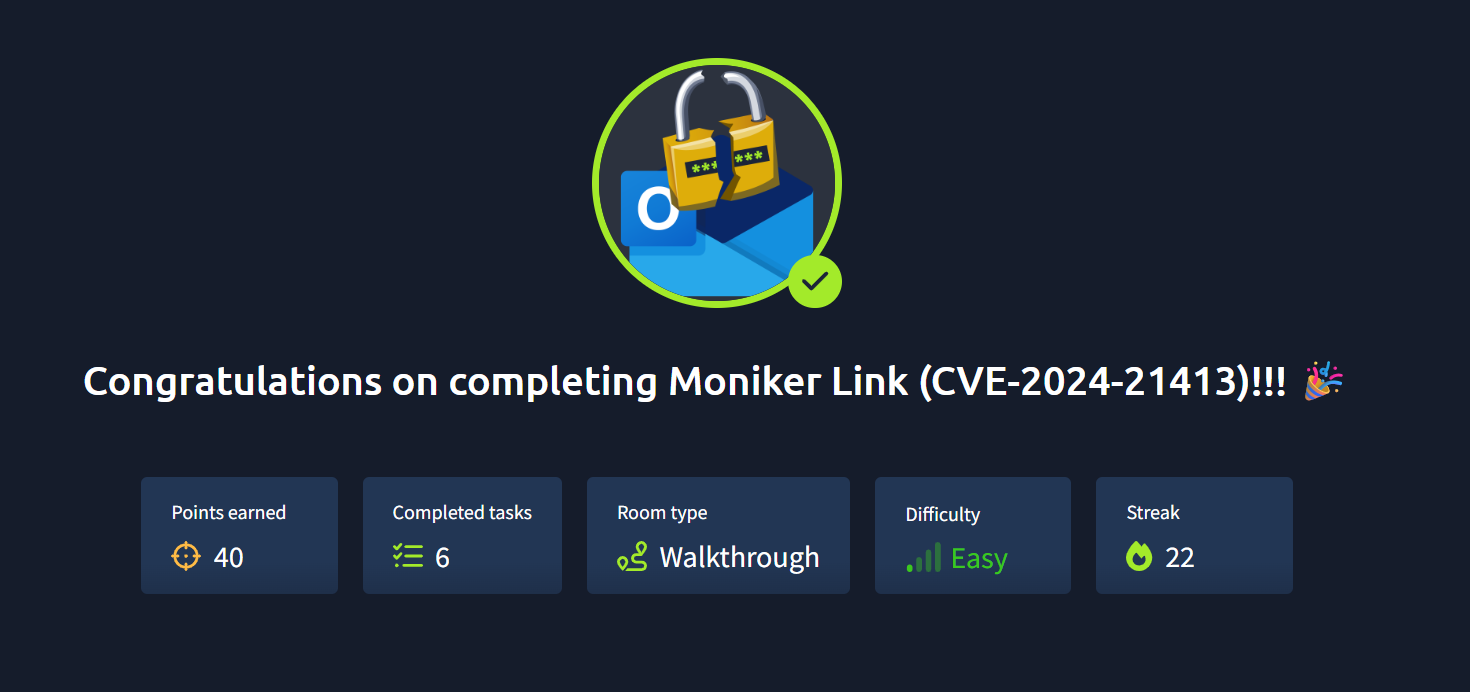 *** ***
O
Congratulations on completing Moniker Link (CVE-2024-21413)!!! 🎉
Points earned
40
Completed tasks
6
Room type
Walkthrough
Difficulty
Easy
Streak
22